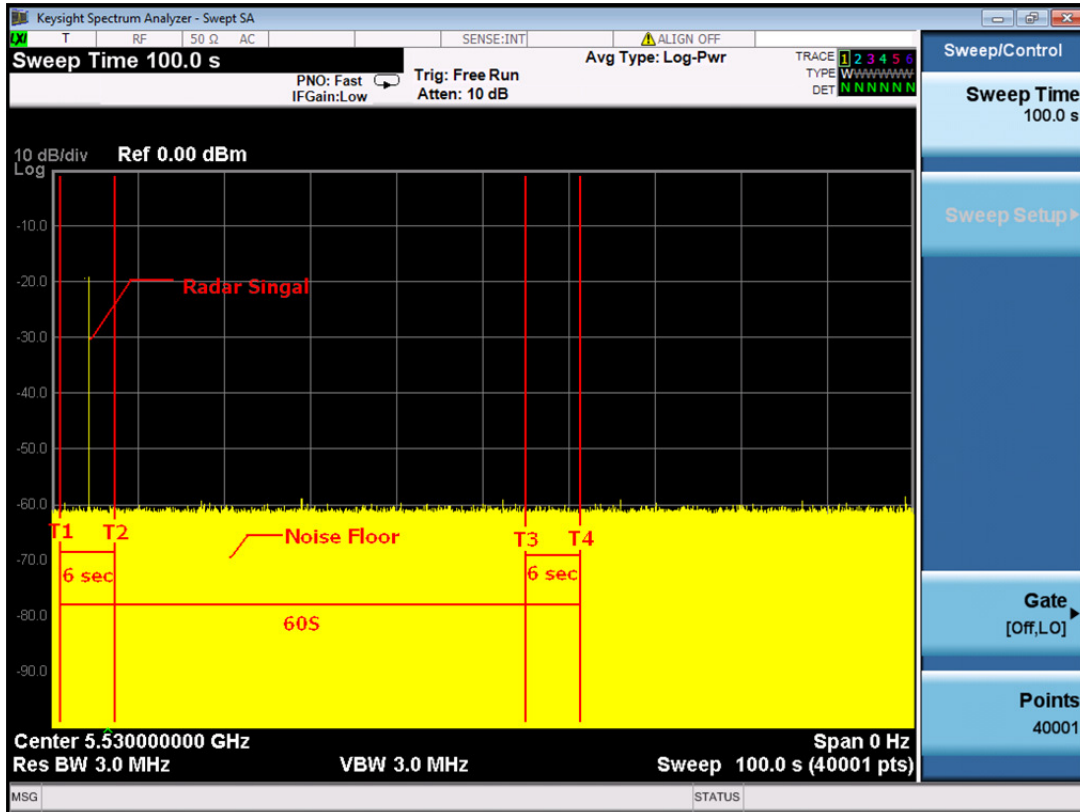 Keysight Spectrum Analyzer - Swept SA
LXI T RF 50 Ω AC SENSE:INT ALIGN OFF
Sweep Time 100.0 s
PNO: Fast
IFGain:Low
Trig: Free Run
Atten: 10 dB
Avg Type: Log-Pwr
TRACE 1 2 3 4 5 6
TYPE WWWWWW
DET N N N N N N
10 dB/div Ref 0.00 dBm
Log
-10.0
-20.0
Radar Singal
-30.0
-40.0
-50.0
-60.0
T1 T2 Noise Floor T3 T4
-70.0
6 sec 6 sec
-80.0
60S
-90.0
Center 5.530000000 GHz Span 0 Hz
Res BW 3.0 MHz VBW 3.0 MHz Sweep 100.0 s (40001 pts)
MSG STATUS
Sweep/Control
Sweep Time
100.0 s
Sweep Setup
Gate
[Off,LO]
Points
40001